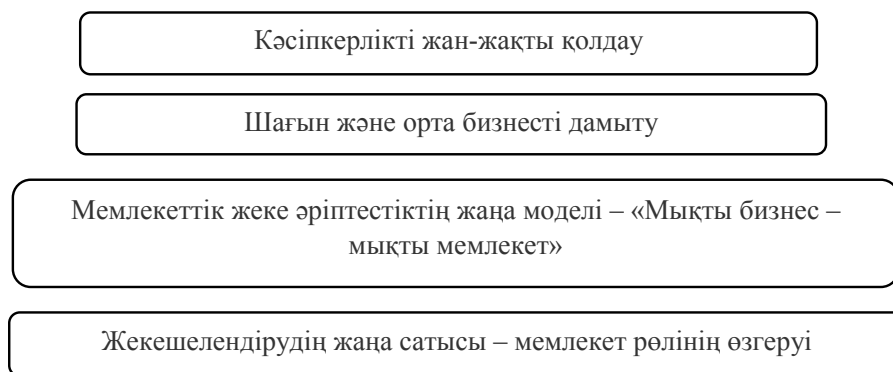 Кәсіпкерлікті жан-жақты қолдау
Шағын және орта бизнесті дамыту
Мемлекеттік жеке әріптестіктің жаңа моделі – «Мықты бизнес –
мықты мемлекет»
Жекешелендірудің жаңа сатысы – мемлекет рөлінің өзгеруі